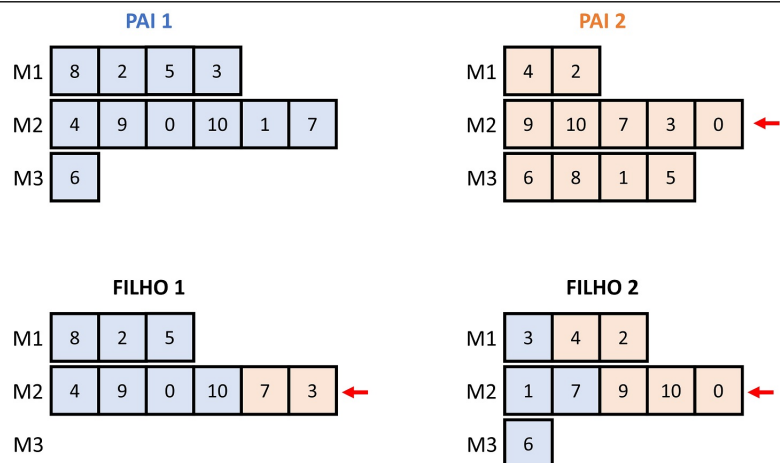 PAI 1 PAI 2
M1 8 2 5 3 M1 4 2
M2 4 9 0 10 1 7 M2 9 10 7 3 0
M3 6 M3 6 8 1 5
FILHO 1 FILHO 2
M1 8 2 5 M1 3 4 2
M2 4 9 0 10 7 3 M2 1 7 9 10 0
M3 M3 6